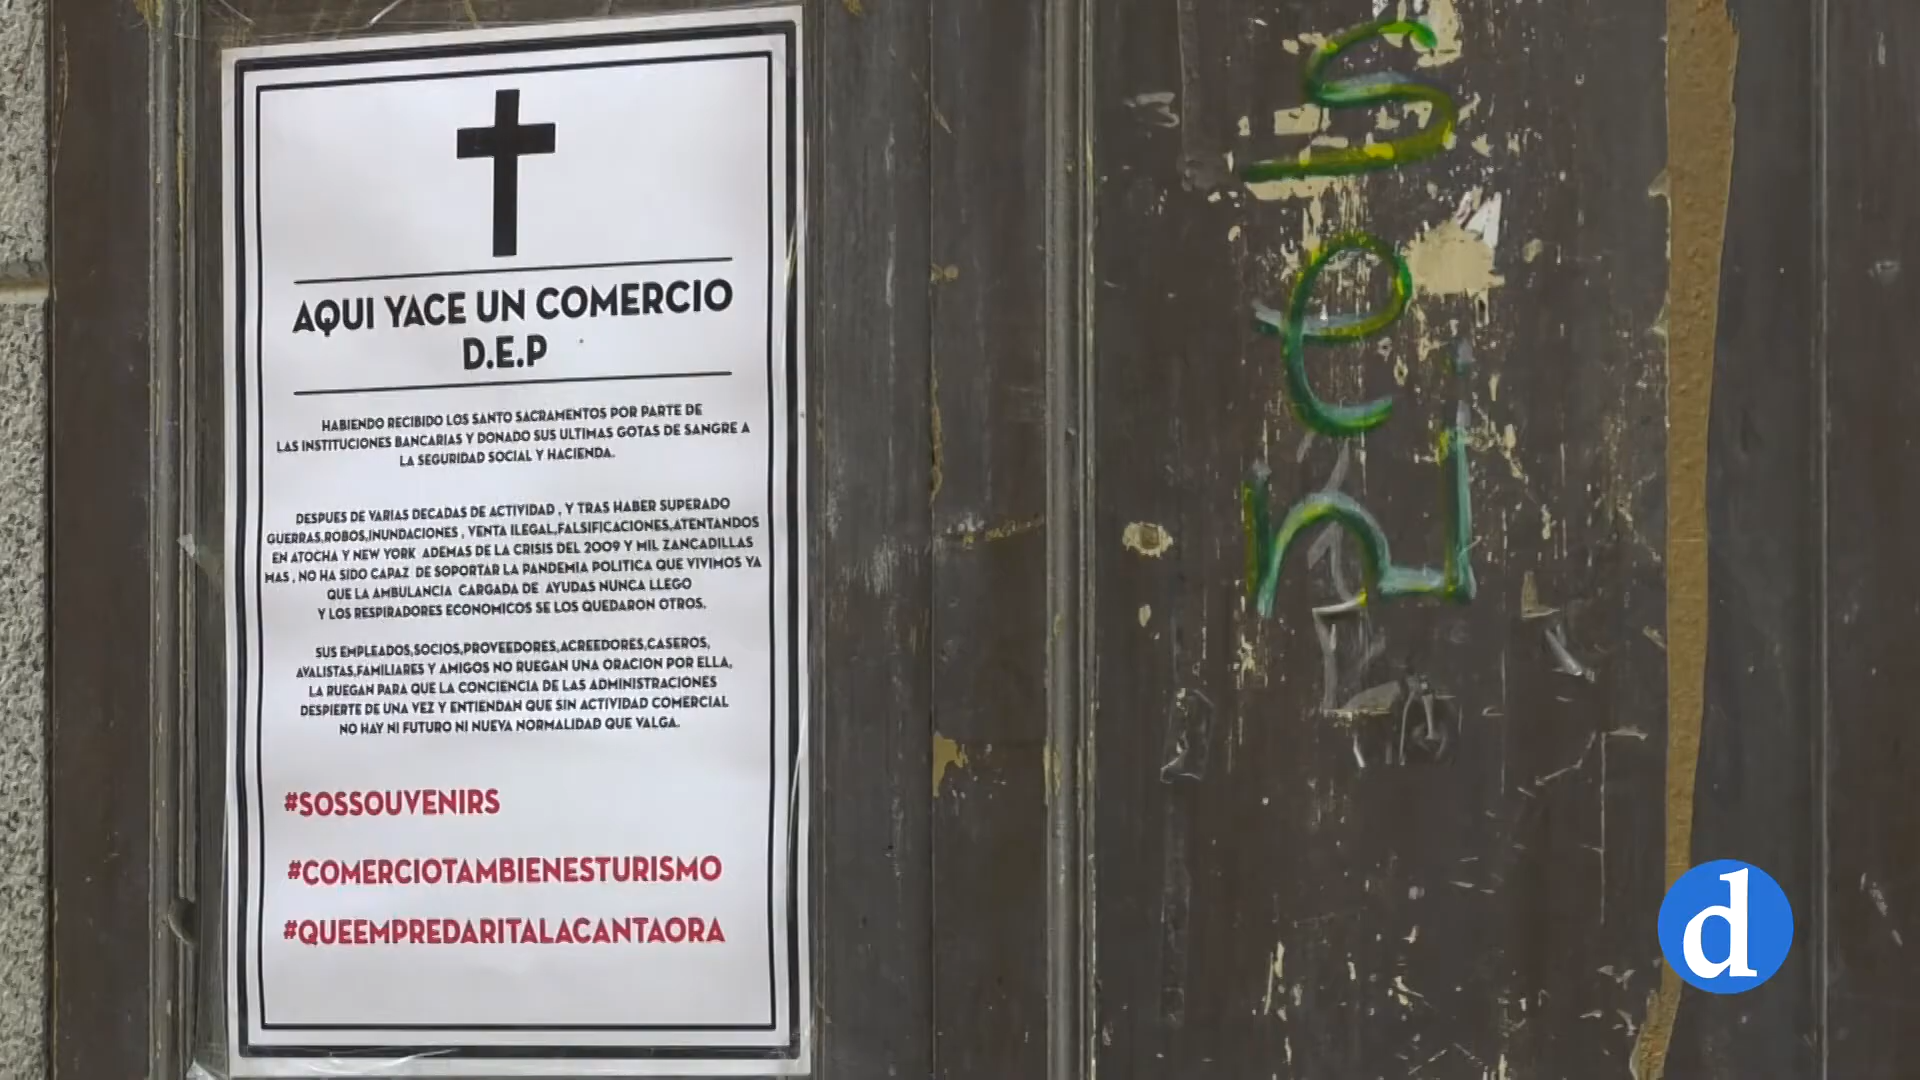 AQUI YACE UN COMERCIO
D.E.P
HABIENDO RECIBIDO LOS SANTO SACRAMENTOS POR PARTE DE
LAS INSTITUCIONES BANCARIAS Y DONADO SUS ULTIMAS GOTAS DE SANGRE A
LA SEGURIDAD SOCIAL Y HACIENDA.
DESPUES DE VARIAS DECADAS DE ACTIVIDAD , Y TRAS HABER SUPERADO
GUERRAS,ROBOS,INUNDACIONES , VENTA ILEGAL,FALSIFICACIONES,ATENTANDOS
EN ATOCHA Y NEW YORK ADEMAS DE LA CRISIS DEL 2009 Y MIL ZANCADILLAS
MAS , NO HA SIDO CAPAZ DE SOPORTAR LA PANDEMIA POLITICA QUE VIVIMOS YA
QUE LA AMBULANCIA CARGADA DE AYUDAS NUNCA LLEGO
Y LOS RESPIRADORES ECONOMICOS SE LOS QUEDARON OTROS.
SUS EMPLEADOS,SOCIOS,PROVEEDORES,ACREEDORES,CASEROS,
AVALISTAS,FAMILIARES Y AMIGOS NO RUEGAN UNA ORACION POR ELLA,
LA RUEGAN PARA QUE LA CONCIENCIA DE LAS ADMINISTRACIONES
DESPIERTE DE UNA VEZ Y ENTIENDAN QUE SIN ACTIVIDAD COMERCIAL
NO HAY NI FUTURO NI NUEVA NORMALIDAD QUE VALGA.
#SOSSOUVENIRS
#COMERCIOTAMBIENESTURISMO
#QUEEMPREDARITALACANTAORA
d